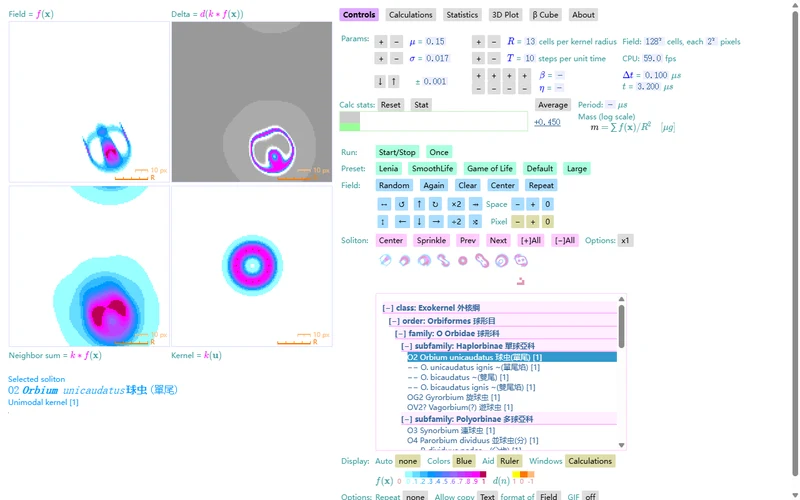 Field = f(x)
Delta = d(k * f(x))
10 px
R
10 px
R
10 px
R
10 px
R
Neighbor sum = k * f(x)
Kernel = k(u)
Selected soliton
O2 Orbium unicaudatus 球虫(單尾)
Unimodal kernel [1]
Controls
Calculations
Statistics
3D Plot
β Cube
About
Params:
+ − μ = 0.15
+ − R = 13 cells per kernel radius
Field: 128², cells, each 2², pixels
+ − σ = 0.017
+ − T = 10 steps per unit time
CPU: 59.0 fps
↓ ↑ ± 0.001
+ + + +
− − − −
β = −
η = −
Δt = 0.100 μs
t = 3.200 μs
Calc stats: Reset Stat
Average
+0.450
Period: − μs
Mass (log scale)
m = ∑ f(x)/R² [μg]
Run: Start/Stop Once
Preset: Lenia SmoothLife Game of Life Default Large
Field: Random Again Clear Center Repeat
↔ ↺ ↑ ↻ ×2 Space − + 0
↕ ← ↓ → ÷2 Pixel − + 0
Soliton: Center Sprinkle Prev Next [+]All [−]All Options: x1
[−] class: Exokernel 外核綱
[−] order: Orbiformes 球形目
[−] family: O Orbidae 球形科
[−] subfamily: Haplorbinae 單球亞科
O2 Orbium unicaudatus 球虫(單尾) [1]
−− O. unicaudatus ignis ~(單尾焰) [1]
−− O. bicaudatus ~(雙尾) [1]
−− O. bicaudatus ignis ~(雙尾焰) [1]
OG2 Gyrorbium 旋球虫 [1]
OV2? Vagorbium(?) 遊球虫 [1]
[−] subfamily: Polyorbinae 多球亞科
O3 Synorbium 連球虫 [1]
O4 Parorbium dividuus 並球虫(分) [1]
Display: Auto none Colors Blue Aid Ruler Windows Calculations
f(x) 0 .1 .2 .3 .4 .5 .6 .7 .8 .9 1 d(n) 1 0 -1
Options: Repeat none Allow copy Text format of Field GIF off